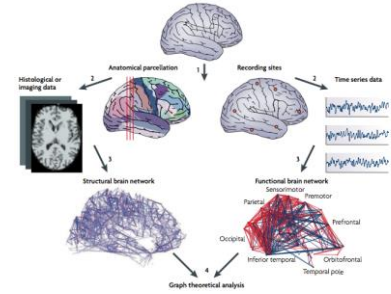 1
Anatomical parcellation
Recording sites
Histological or
imaging data
2
2
Time series data
3
3
Structural brain network
Functional brain network
Sensorimotor
Premotor
Parietal
Prefrontal
Occipital
Inferior temporal
Orbitofrontal
Temporal pole
4
Graph theoretical analysis